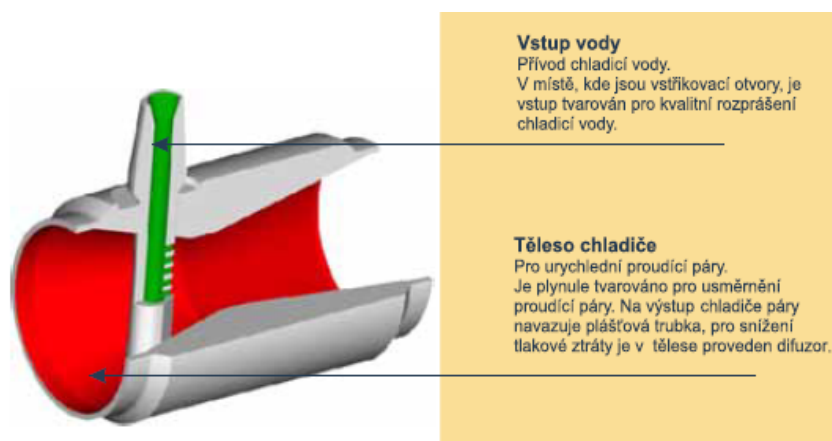 Vstup vody
Přívod chladicí vody.
V místě, kde jsou vstřikovací otvory, je
vstup tvarován pro kvalitní rozprášení
chladicí vody.
Těleso chladiče
Pro urychlední proudící páry.
Je plynule tvarováno pro usměrnění
proudící páry. Na výstup chladiče páry
navazuje plášťová trubka, pro snížení
tlakové ztráty je v tělese proveden difuzor.